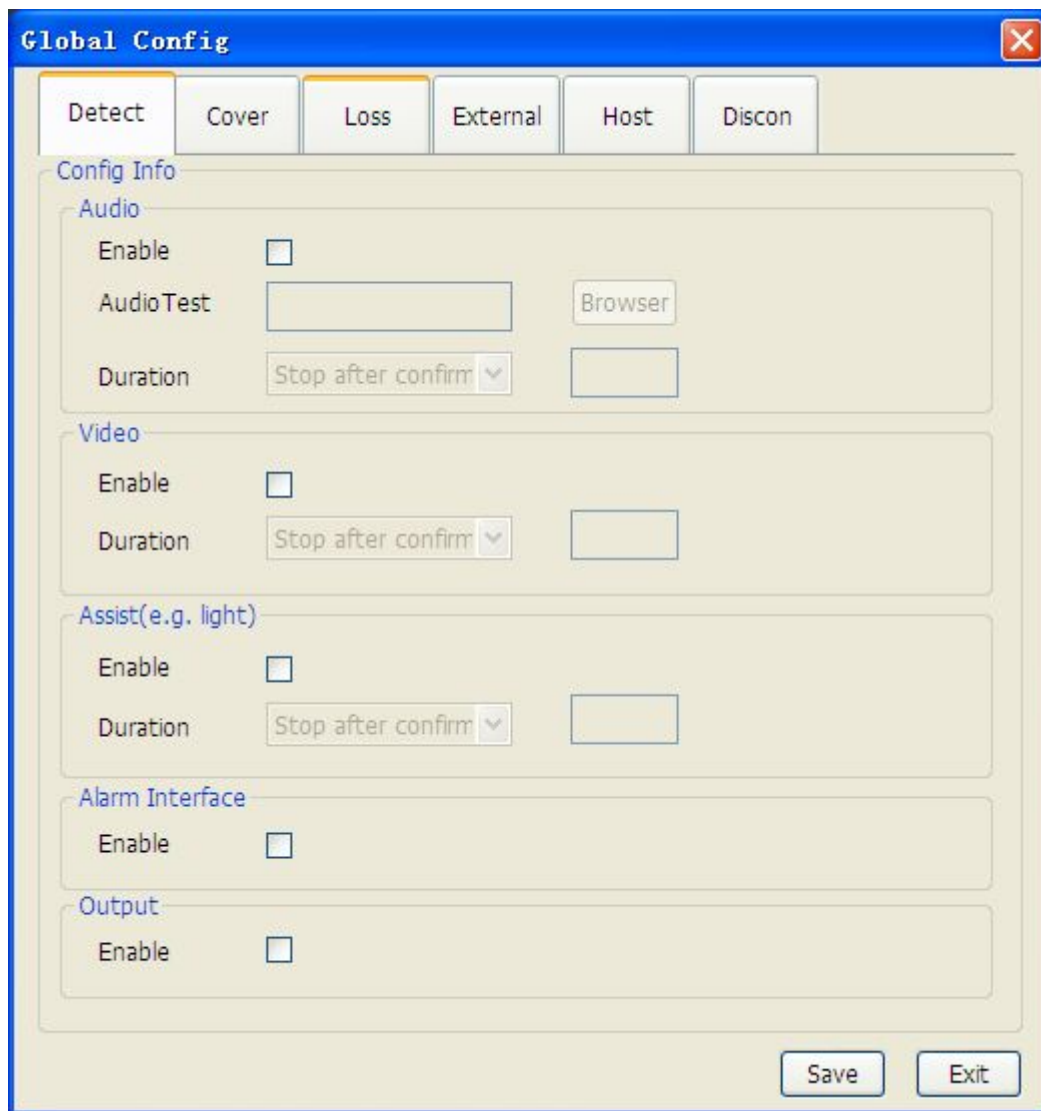 Global Config
Detect Cover Loss External Host Discon
Config Info
Audio
Enable
AudioTest Browser
Duration Stop after confirm
Video
Enable
Duration Stop after confirm
Assist(e.g. light)
Enable
Duration Stop after confirm
Alarm Interface
Enable
Output
Enable
Save Exit